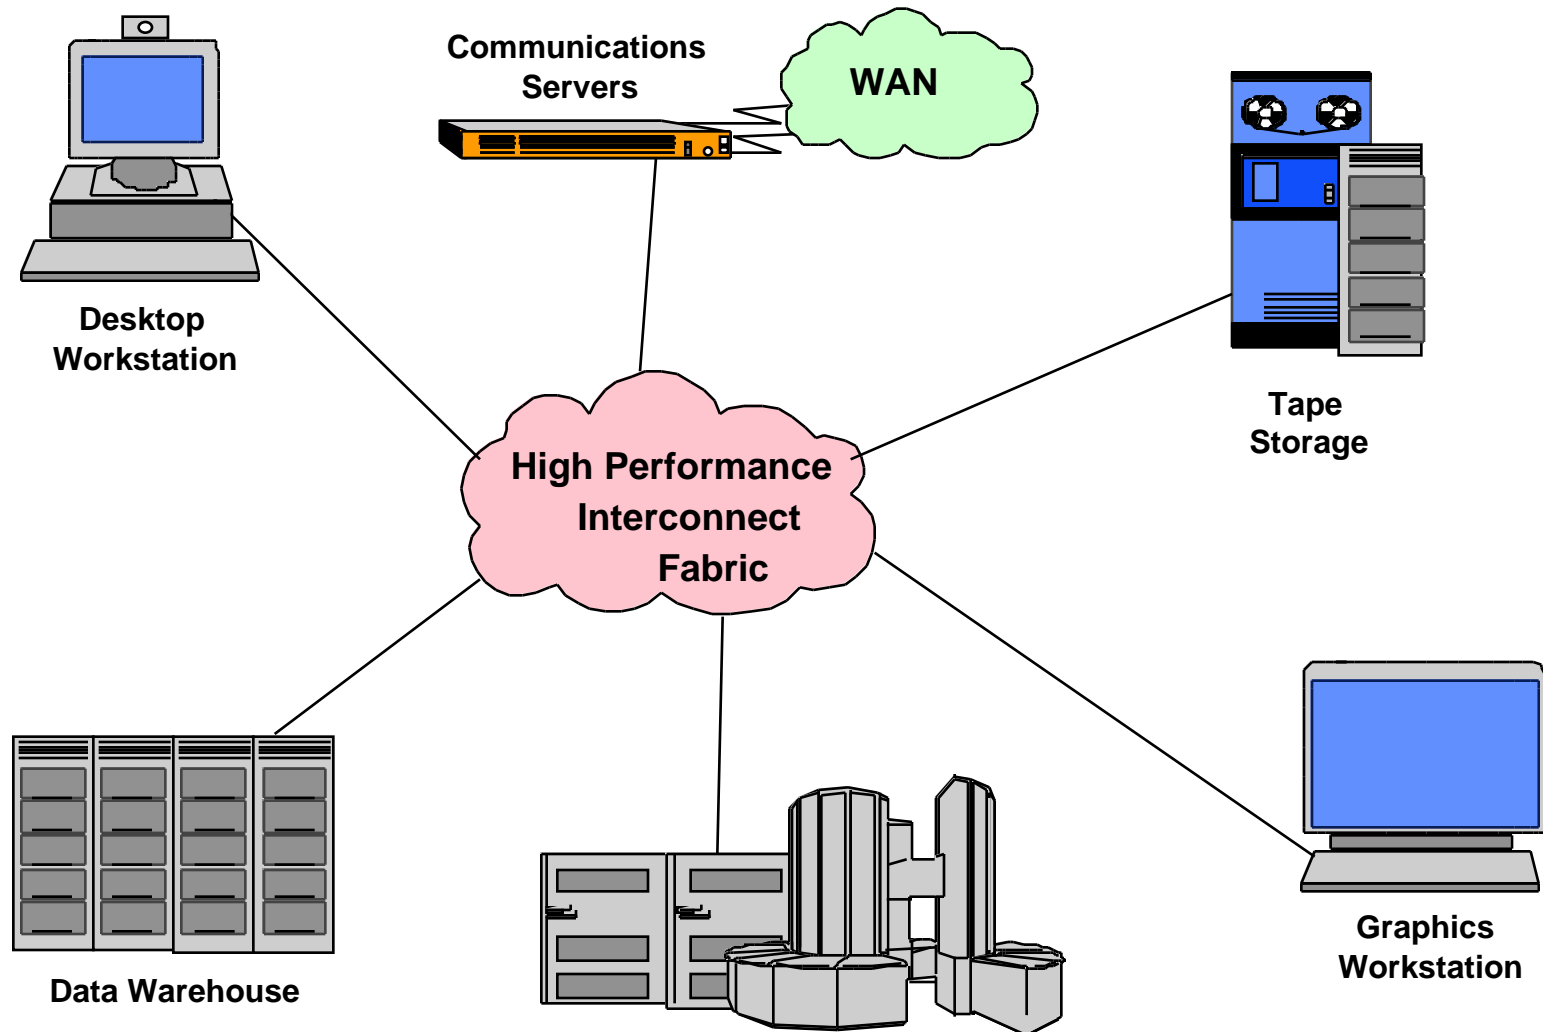 Communications
Servers
WAN
Desktop
Workstation
Tape
Storage
High Performance
Interconnect
Fabric
Data Warehouse
Graphics
Workstation